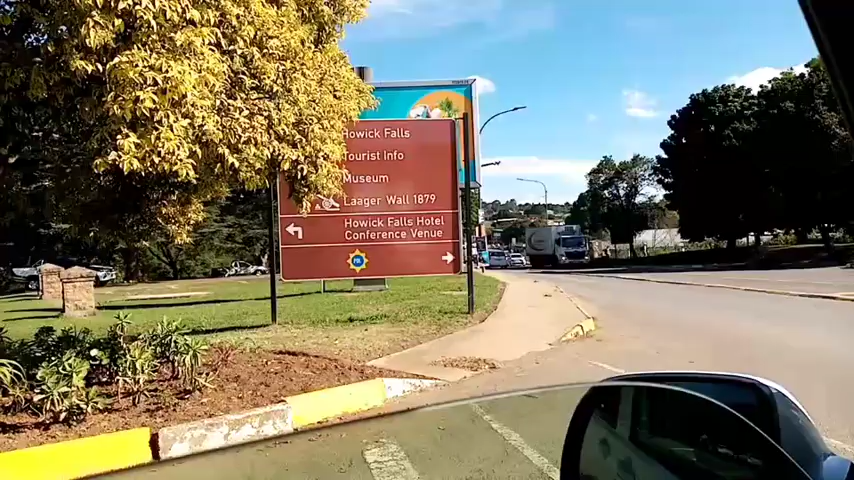 Howick Falls
Tourist Info
Museum
Laager Wall 1879
Howick Falls Hotel
Conference Venue